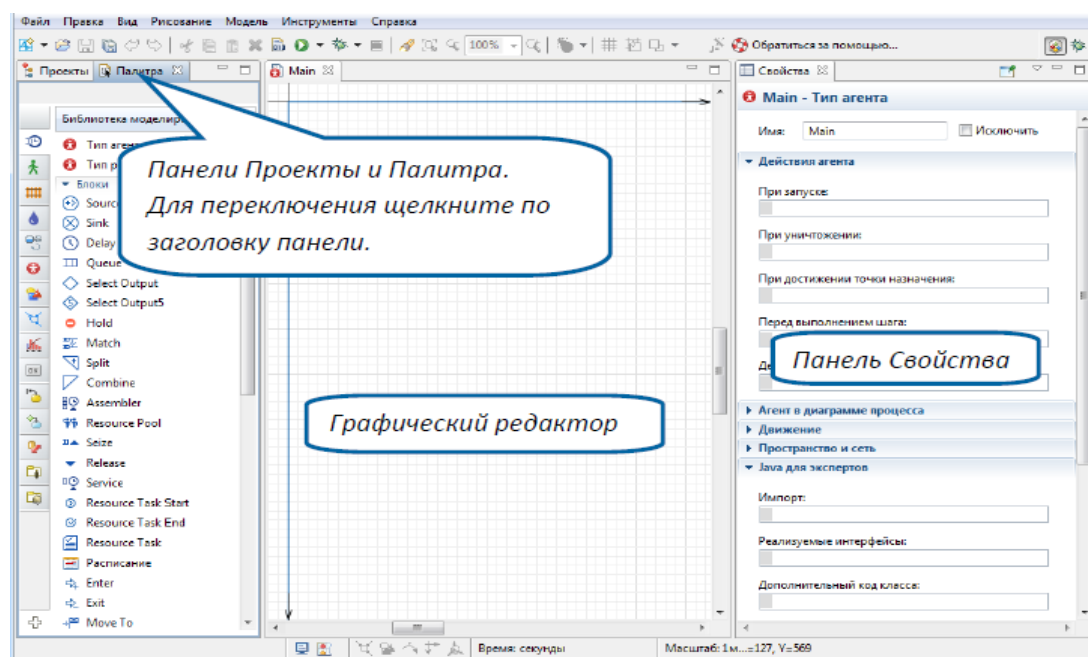 Файл Правка Вид Рисование Модель Инструменты Справка
100%
Обратиться за помощью...
Проекты Палитра
Main
Свойства
Main - Тип агента
Библиотека
Имя: Main Исключить
Тип
Тип
Блоки
Source
Sink
Delay
Queue
Select Output
Select Output5
Hold
Match
Split
Combine
Assembler
Resource Pool
Seize
Release
Service
Resource Task Start
Resource Task End
Resource Task
Расписание
Enter
Exit
Move To
OK
Панели Проекты и Палитра.
Для переключения щелкните по
заголовку панели.
Графический редактор
Действия агента
При запуске:
При уничтожении:
При достижении точки назначения:
Перед выполнением шага:
Панель Свойства
Агент в диаграмме процесса
Движение
Пространство и сеть
Java для экспертов
Импорт:
Реализуемые интерфейсы:
Дополнительный код класса:
Время: секунды
Масштаб: 1 м...=127, Y=569